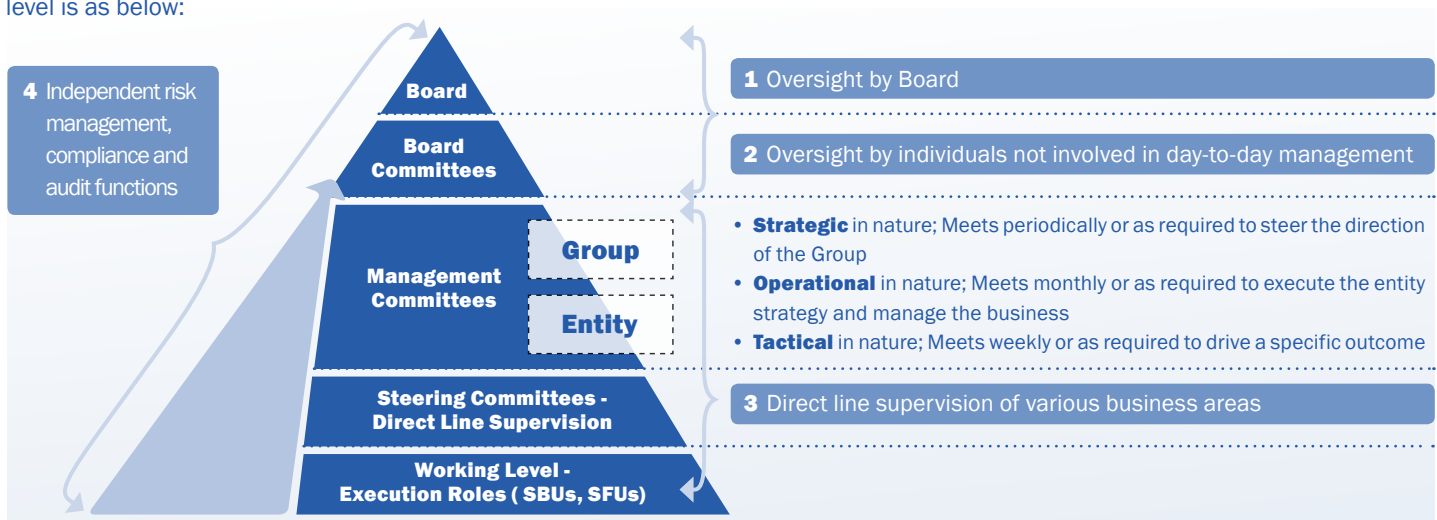 level is as below:
4 Independent risk
management,
compliance and
audit functions
Board
Board
Committees
Management
Committees
Group
Entity
Steering Committees -
Direct Line Supervision
Working Level -
Execution Roles ( SBUs, SFUs)
1 Oversight by Board
2 Oversight by individuals not involved in day-to-day management
• Strategic in nature; Meets periodically or as required to steer the direction
of the Group
• Operational in nature; Meets monthly or as required to execute the entity
strategy and manage the business
• Tactical in nature; Meets weekly or as required to drive a specific outcome
3 Direct line supervision of various business areas